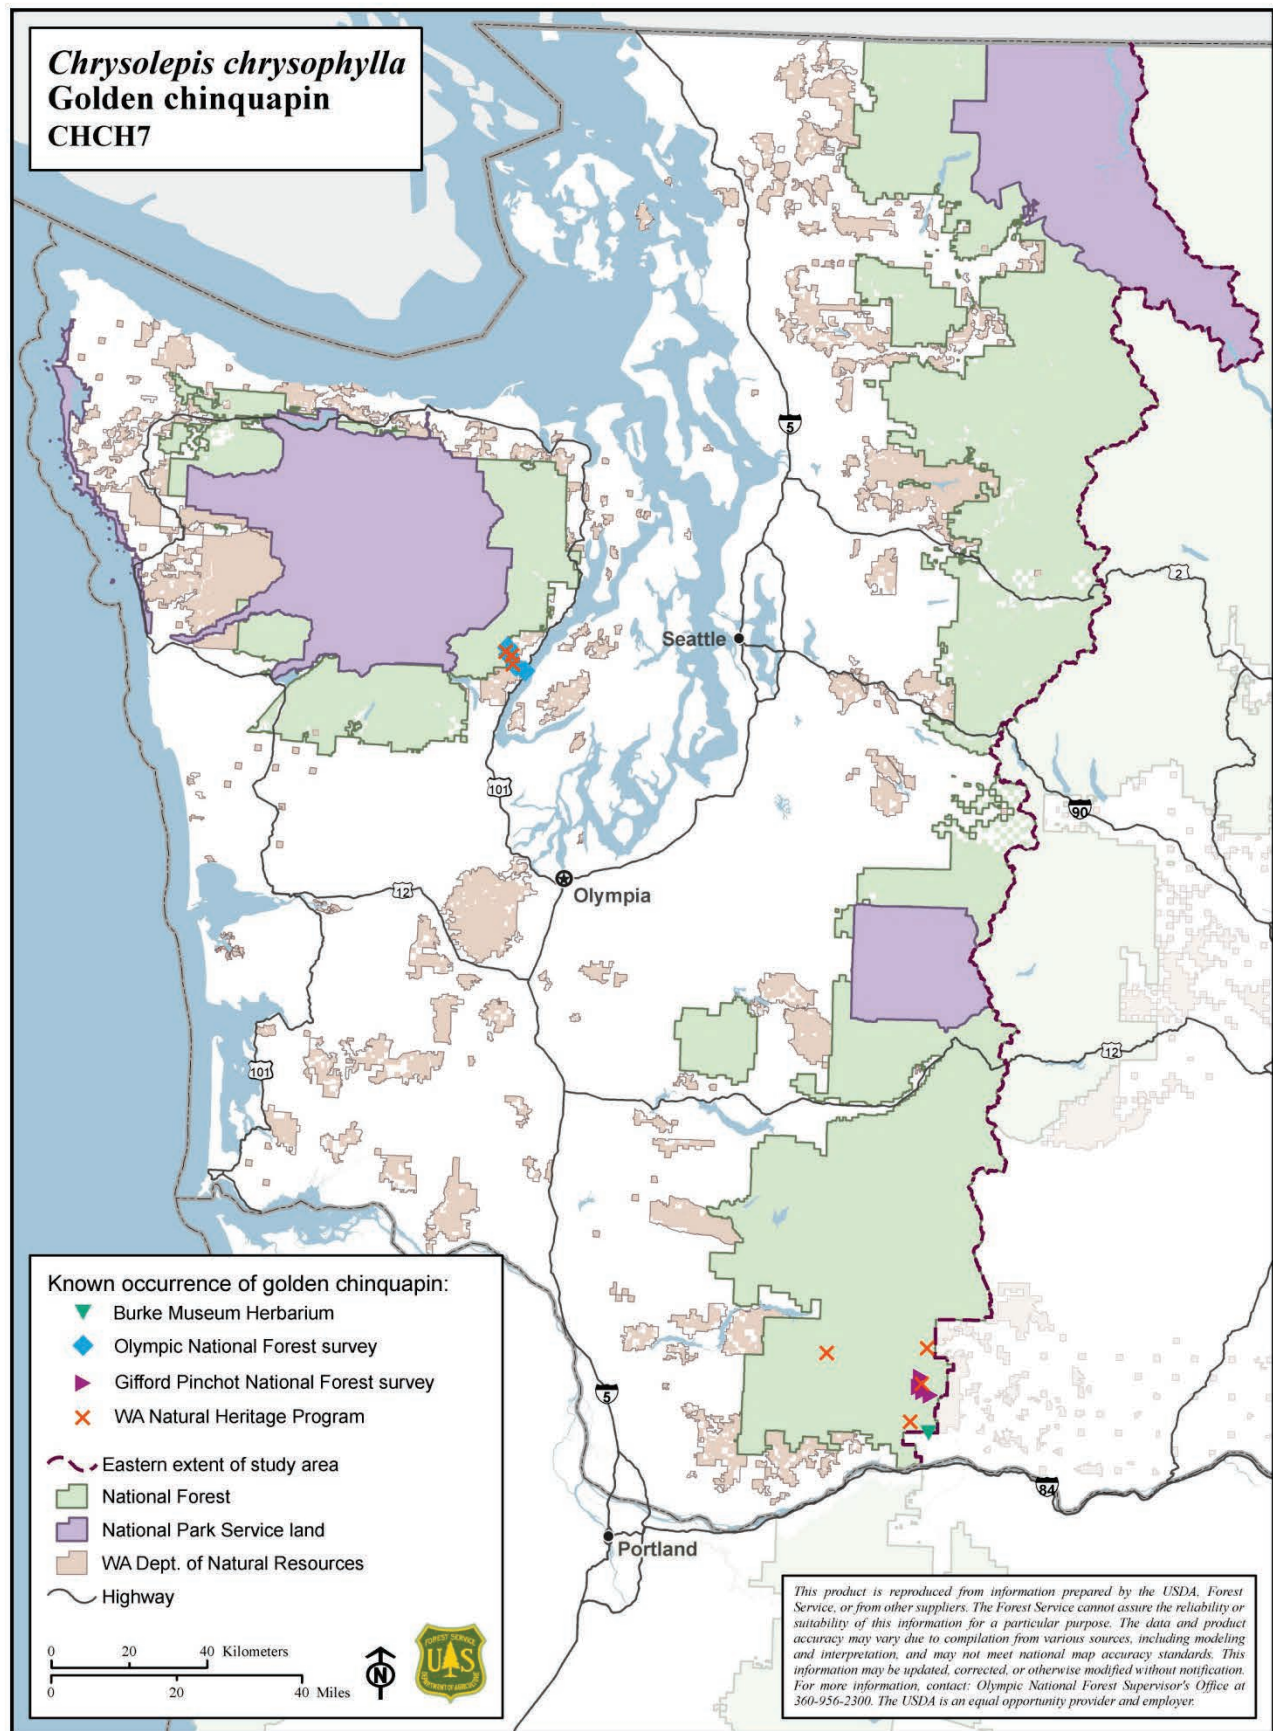 Chrysolepis chrysophylla
Golden chinquapin
CHCH7
5
2
Seattle
101
90
Olympia
12
12
101
Known occurrence of golden chinquapin:
Burke Museum Herbarium
Olympic National Forest survey
Gifford Pinchot National Forest survey
WA Natural Heritage Program
Eastern extent of study area
National Forest
National Park Service land
WA Dept. of Natural Resources
Highway
0 20 40 Kilometers
0 20 40 Miles
N
FOREST SERVICE
U S
DEPARTMENT OF AGRICULTURE
5
84
Portland
This product is reproduced from information prepared by the USDA, Forest
Service, or from other suppliers. The Forest Service cannot assure the reliability or
suitability of this information for a particular purpose. The data and product
accuracy may vary due to compilation from various sources, including modeling
and interpretation, and may not meet national map accuracy standards. This
information may be updated, corrected, or otherwise modified without notification.
For more information, contact: Olympic National Forest Supervisor's Office at
360-956-2300. The USDA is an equal opportunity provider and employer.